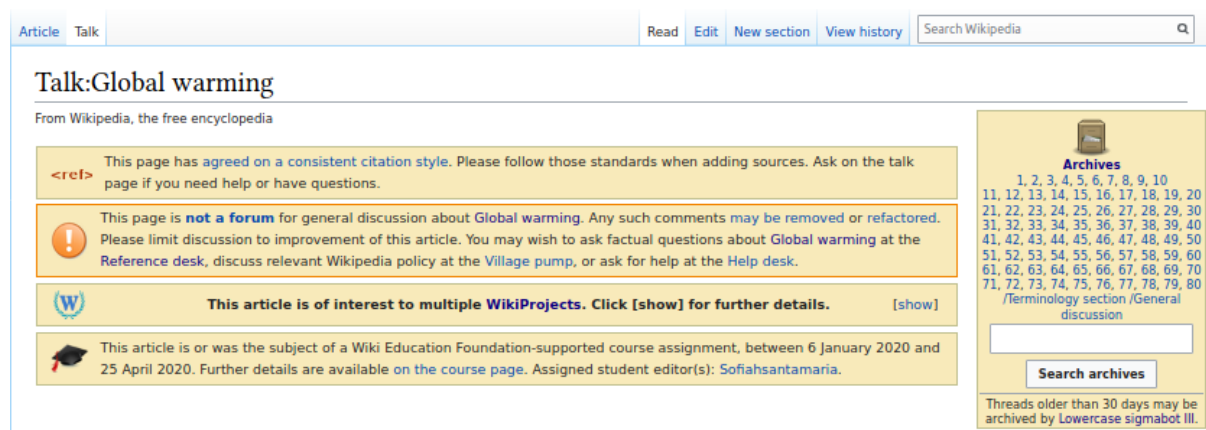 Article Talk Read Edit New section View history Search Wikipedia
Talk:Global warming
From Wikipedia, the free encyclopedia
<ref>
This page has agreed on a consistent citation style. Please follow those standards when adding sources. Ask on the talk
page if you need help or have questions.
This page is not a forum for general discussion about Global warming. Any such comments may be removed or refactored.
Please limit discussion to improvement of this article. You may wish to ask factual questions about Global warming at the
Reference desk, discuss relevant Wikipedia policy at the Village pump, or ask for help at the Help desk.
W
This article is of interest to multiple WikiProjects. Click [show] for further details. [show]
This article is or was the subject of a Wiki Education Foundation-supported course assignment, between 6 January 2020 and
25 April 2020. Further details are available on the course page. Assigned student editor(s): Sofiahsantamaria.
Archives
1, 2, 3, 4, 5, 6, 7, 8, 9, 10
11, 12, 13, 14, 15, 16, 17, 18, 19, 20
21, 22, 23, 24, 25, 26, 27, 28, 29, 30
31, 32, 33, 34, 35, 36, 37, 38, 39, 40
41, 42, 43, 44, 45, 46, 47, 48, 49, 50
51, 52, 53, 54, 55, 56, 57, 58, 59, 60
61, 62, 63, 64, 65, 66, 67, 68, 69, 70
71, 72, 73, 74, 75, 76, 77, 78, 79, 80
/Terminology section /General
discussion
Search archives
Threads older than 30 days may be
archived by Lowercase sigmabot III.